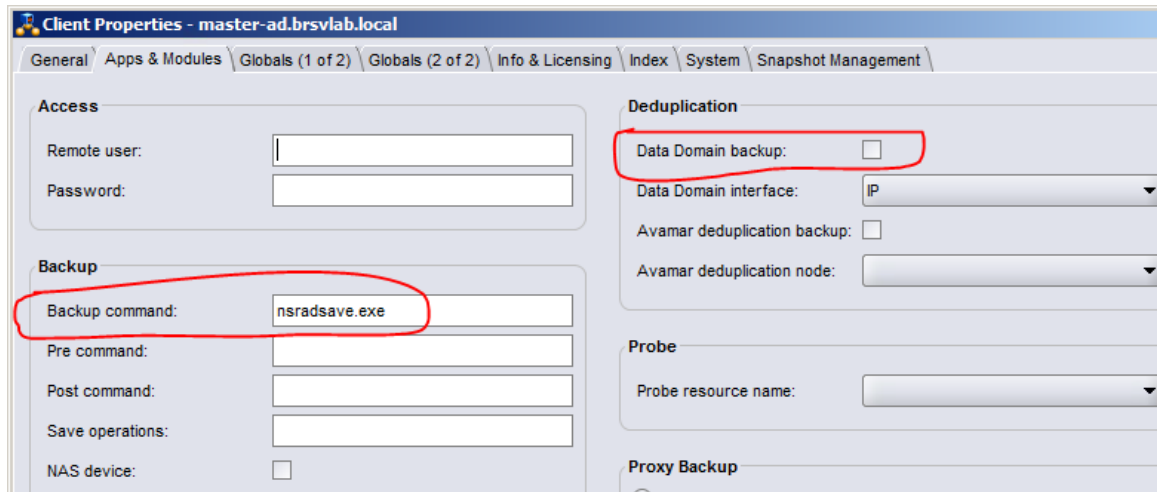 Client Properties - master-ad.brsvlab.local
General Apps & Modules Globals (1 of 2) Globals (2 of 2) Info & Licensing Index System Snapshot Management
Access
Remote user:
Password:
Backup
Backup command: nsradsave.exe
Pre command:
Post command:
Save operations:
NAS device:
Deduplication
Data Domain backup:
Data Domain interface: IP
Avamar deduplication backup:
Avamar deduplication node:
Probe
Probe resource name:
Proxy Backup